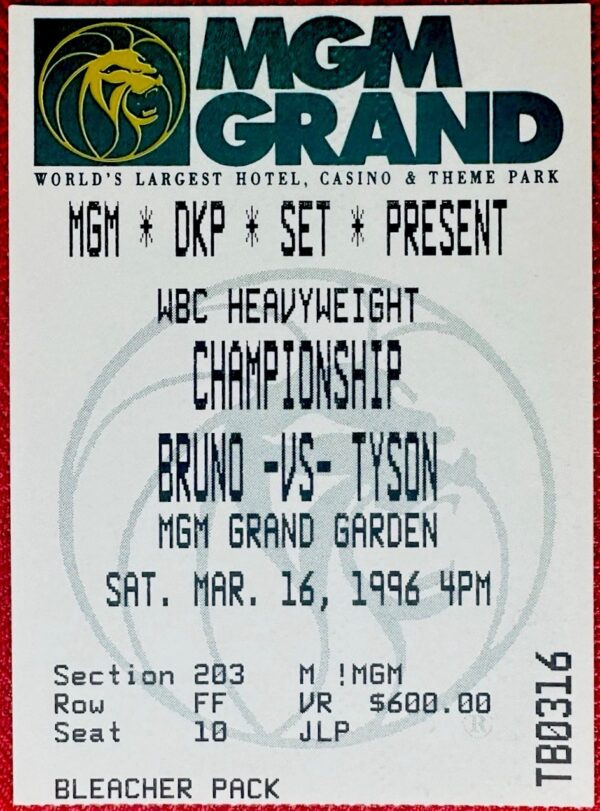 MGM
GRAND
WORLD'S LARGEST HOTEL, CASINO & THEME PARK
MGM * DKP * SET * PRESENT
WBC HEAVYWEIGHT
CHAMPIONSHIP
BRUNO -VS- TYSON
MGM GRAND GARDEN
SAT. MAR. 16, 1996 4PM
Section 203 M !MGM
Row FF VR $600.00
Seat 10 JLP
®
BLEACHER PACK
TB0316